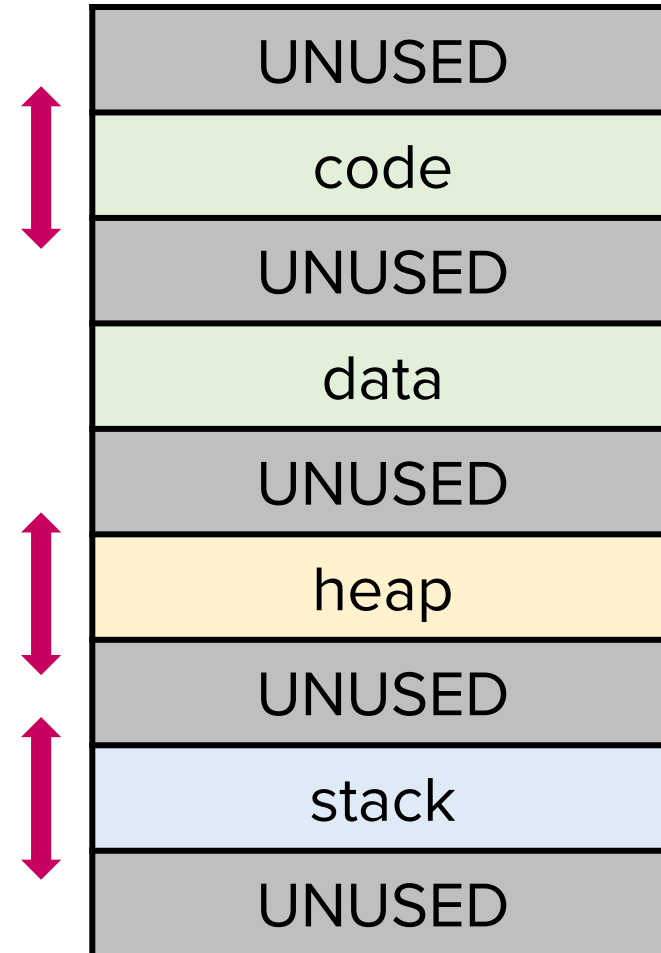 UNUSED
code
UNUSED
data
UNUSED
heap
UNUSED
stack
UNUSED